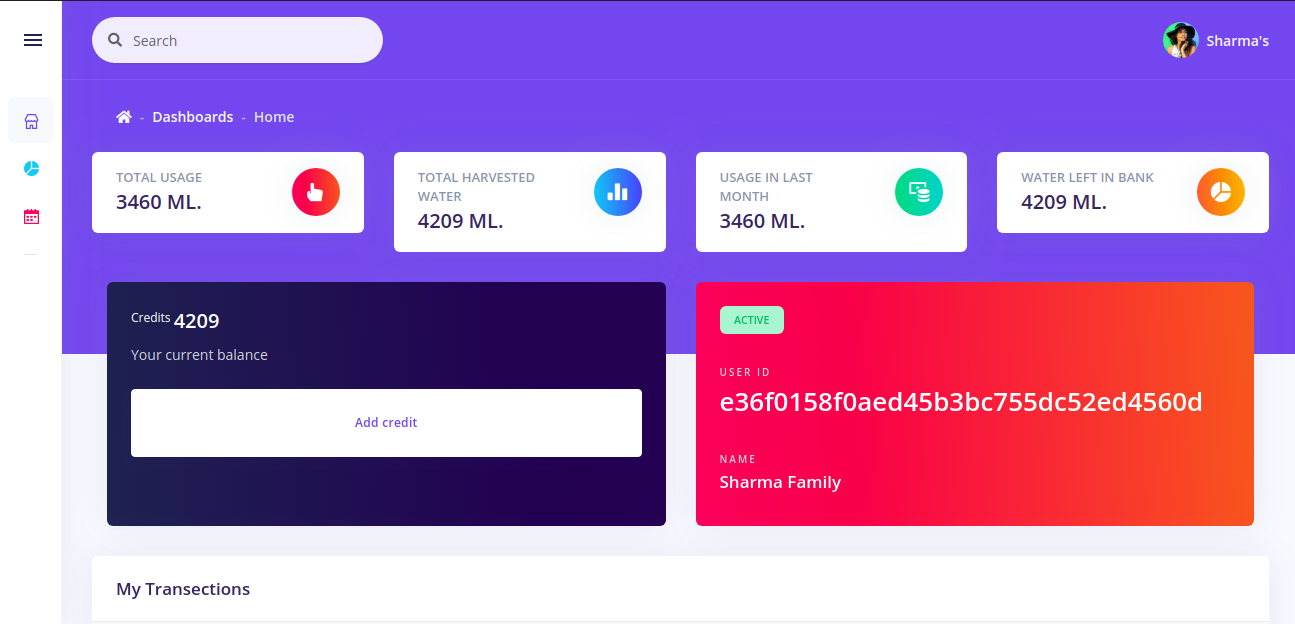 Search
Sharma's
- Dashboards - Home
TOTAL USAGE
3460 ML.
TOTAL HARVESTED
WATER
4209 ML.
USAGE IN LAST
MONTH
3460 ML.
WATER LEFT IN BANK
4209 ML.
Credits 4209
Your current balance
Add credit
ACTIVE
USER ID
e36f0158f0aed45b3bc755dc52ed4560d
NAME
Sharma Family
My Transections